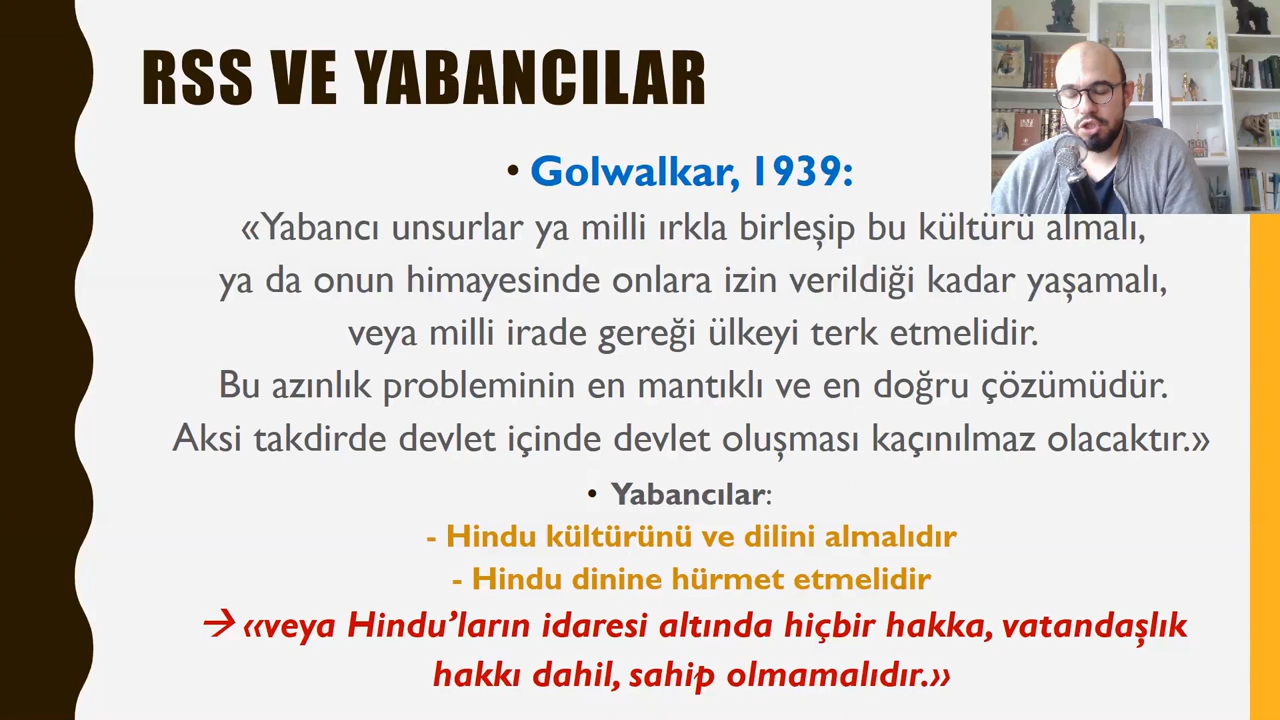 RSS VE YABANCILAR
• Golwalkar, 1939:
«Yabancı unsurlar ya milli ırkla birleşip bu kültürü almalı,
ya da onun himayesinde onlara izin verildiği kadar yaşamalı,
veya milli irade gereği ülkeyi terk etmelidir.
Bu azınlık probleminin en mantıklı ve en doğru çözümüdür.
Aksi takdirde devlet içinde devlet oluşması kaçınılmaz olacaktır.»
• Yabancılar:
- Hindu kültürünü ve dilini almalıdır
- Hindu dinine hürmet etmelidir
→ «veya Hindu’ların idaresi altında hiçbir hakka, vatandaşlık
hakkı dahil, sahip olmamalıdır.»